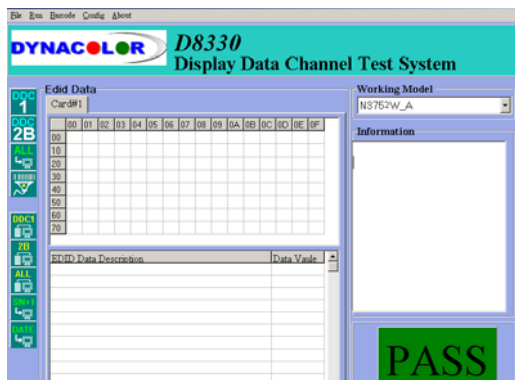 File Run Barcode Config About
DYNACOLOR
D8330
Display Data Channel Test System
DDC
1
DDC
2B
ALL
DDC1
2B
ALL
SN+1
DATE
Edid Data
Card#1
00 01 02 03 04 05 06 07 08 09 0A 0B 0C 0D 0E 0F
00
10
20
30
40
50
60
70
EDID Data Description Data Vaule
Working Model
N3752W_A
Information
PASS